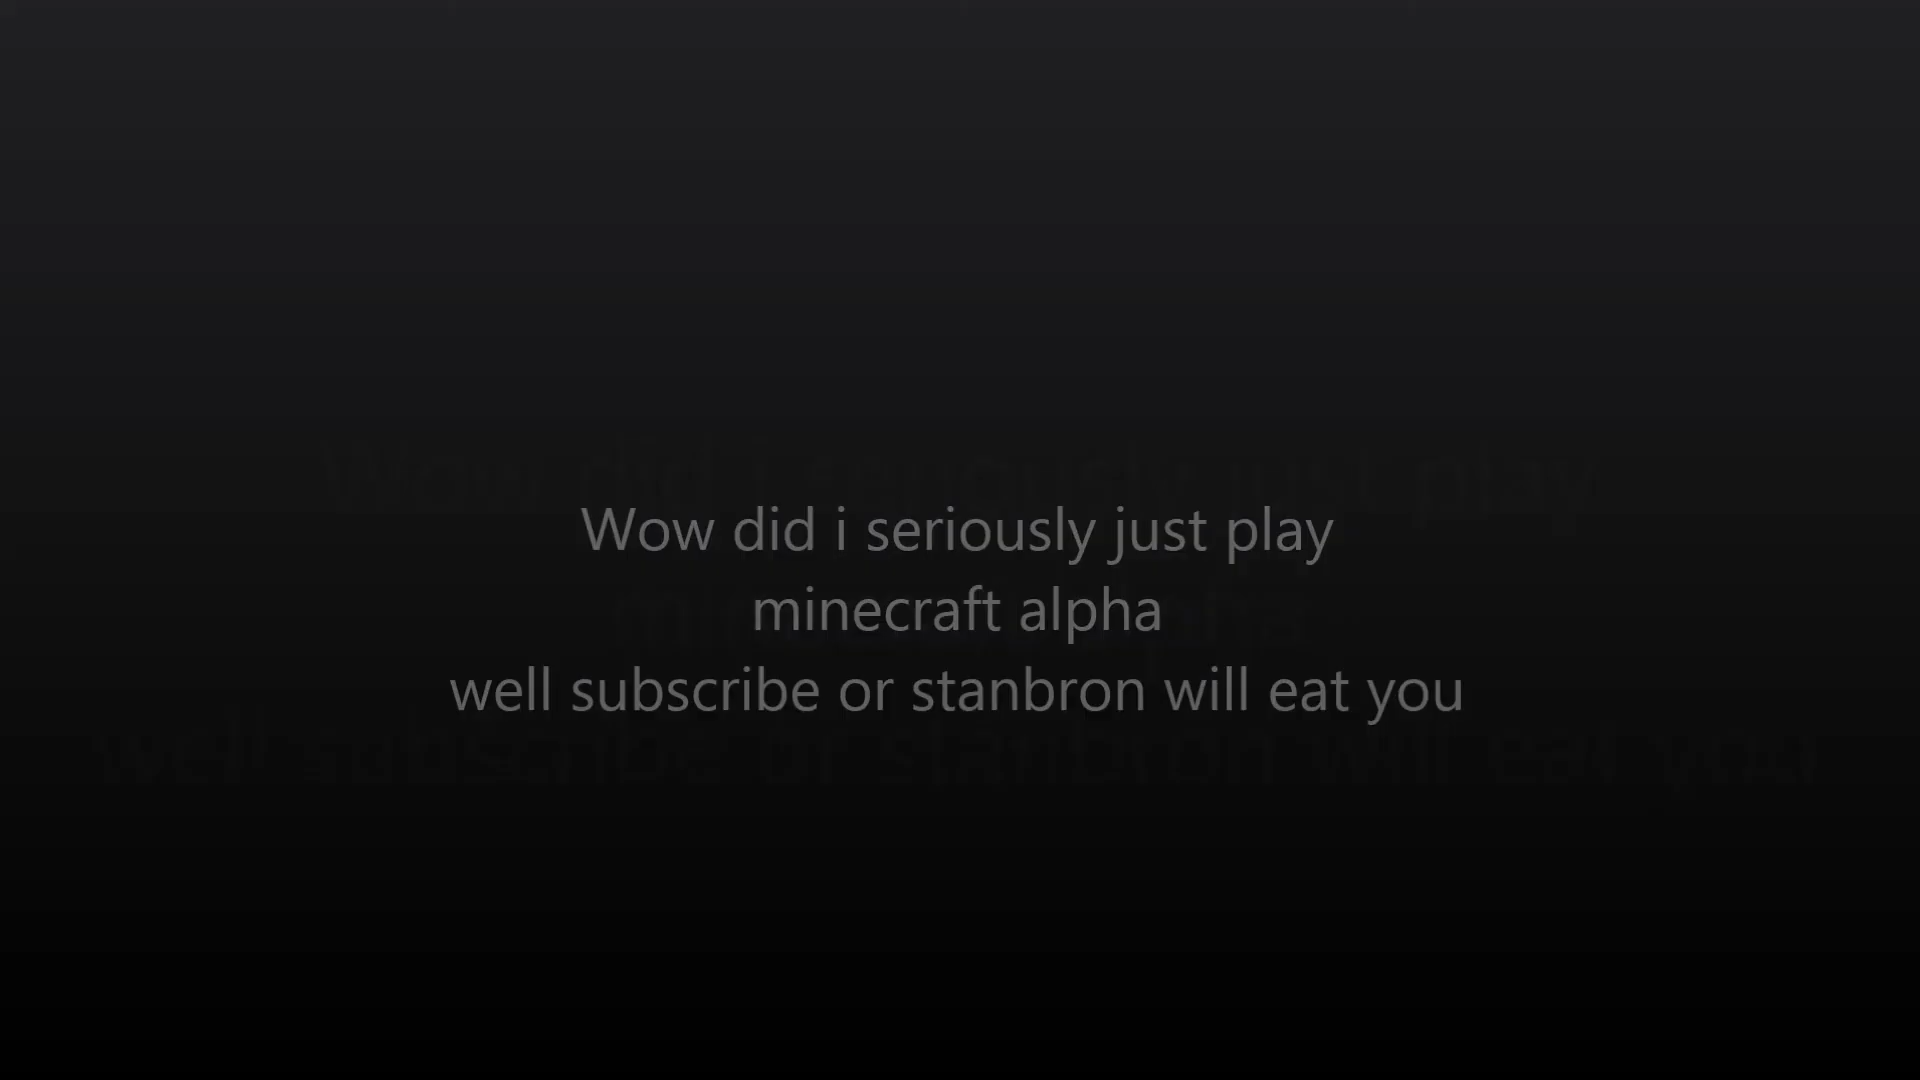 Wow did i seriously just play
minecraft alpha
well subscribe or stanbron will eat you